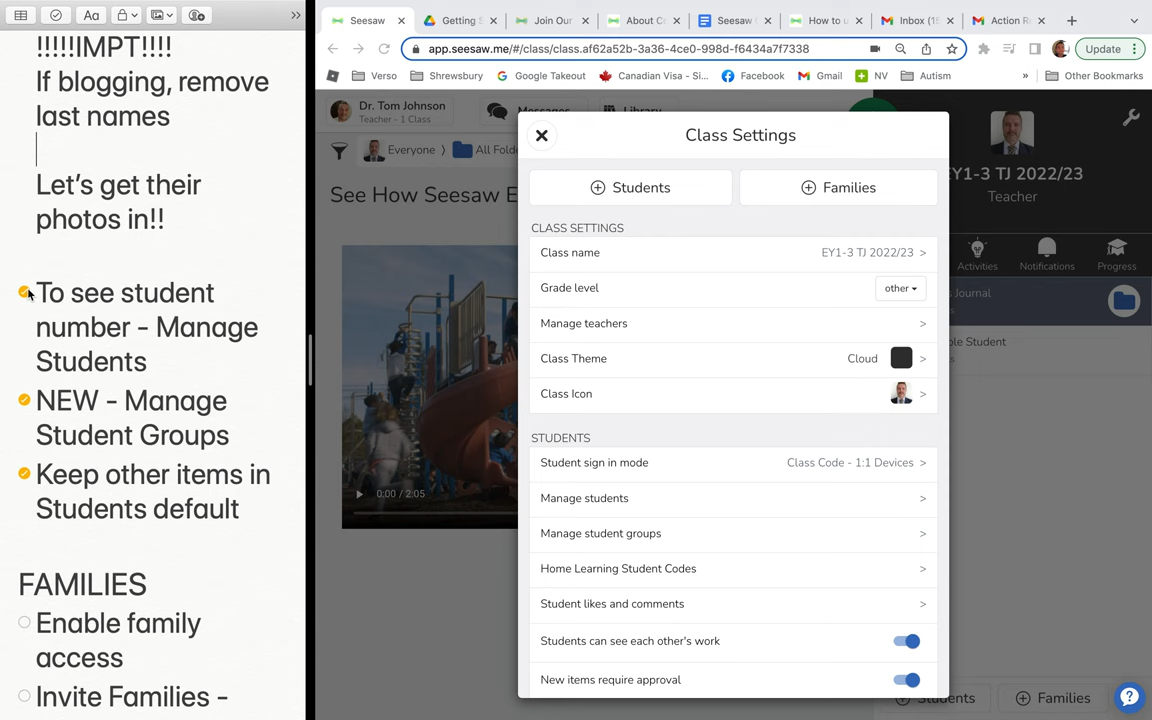 !!!!!IMPT!!!!
If blogging, remove
last names
Let's get their
photos in!!
To see student
number - Manage
Students
NEW - Manage
Student Groups
Keep other items in
Students default
FAMILIES
Enable family
access
Invite Families -
Aa
Seesaw
Getting S
Join Our
About C
Seesaw
How to u
Inbox (15
Action R
app.seesaw.me/#/class/class.af62a52b-3a36-4ce0-998d-f6434a7f7338
Update
Verso
Shrewsbury
Google Takeout
Canadian Visa - Si...
Facebook
Gmail
NV
Autism
Other Bookmarks
Dr. Tom Johnson
Teacher - 1 Class
Messages
Library
Everyone
All Folde
See How Seesaw E
0:00 / 2:05
Class Settings
Students
Families
CLASS SETTINGS
Class name
EY1-3 TJ 2022/23 >
Grade level
other
Manage teachers >
Class Theme
Cloud >
Class Icon >
STUDENTS
Student sign in mode
Class Code - 1:1 Devices >
Manage students >
Manage student groups >
Home Learning Student Codes >
Student likes and comments >
Students can see each other's work
New items require approval
EY1-3 TJ 2022/23
Teacher
Activities
Notifications
Progress
s Journal
ple Student
Students
Families